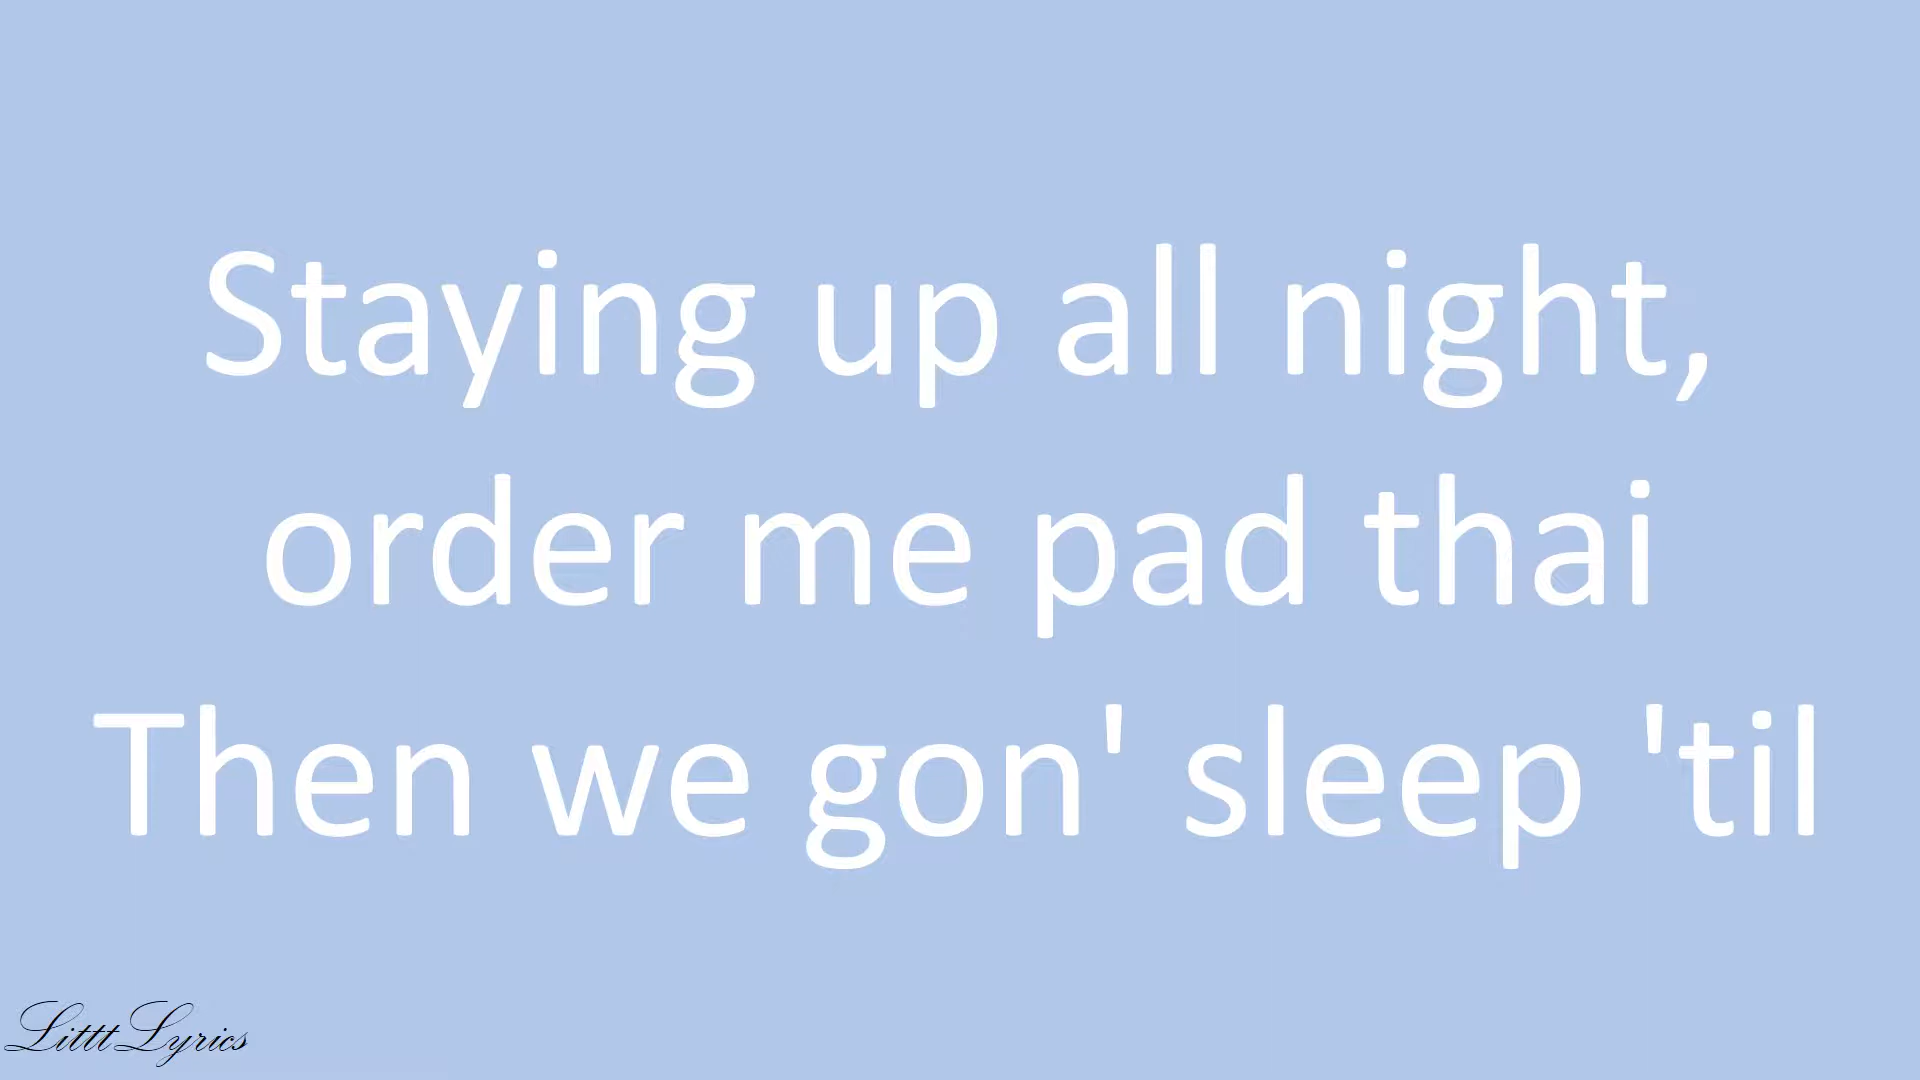 Staying up all night,
order me pad thai
Then we gon' sleep 'til
LitttLyrics